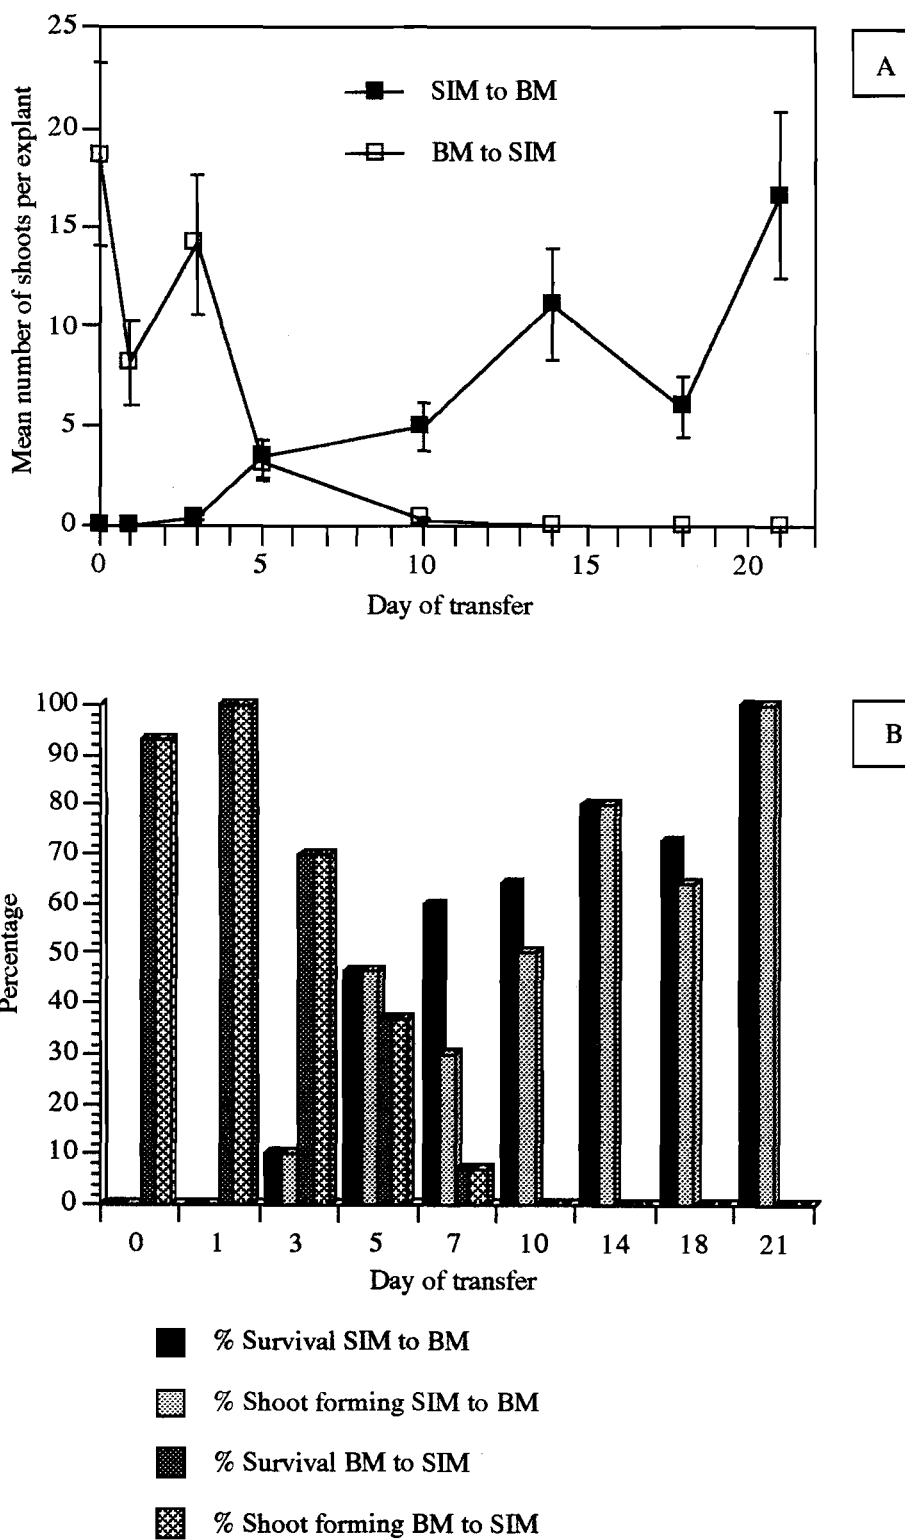 A
Mean number of shoots per explant
25
20
15
10
5
0
SIM to BM
BM to SIM
0 5 10 15 20
Day of transfer
B
Percentage
100
90
80
70
60
50
40
30
20
10
0
0 1 3 5 7 10 14 18 21
Day of transfer
% Survival SIM to BM
% Shoot forming SIM to BM
% Survival BM to SIM
% Shoot forming BM to SIM